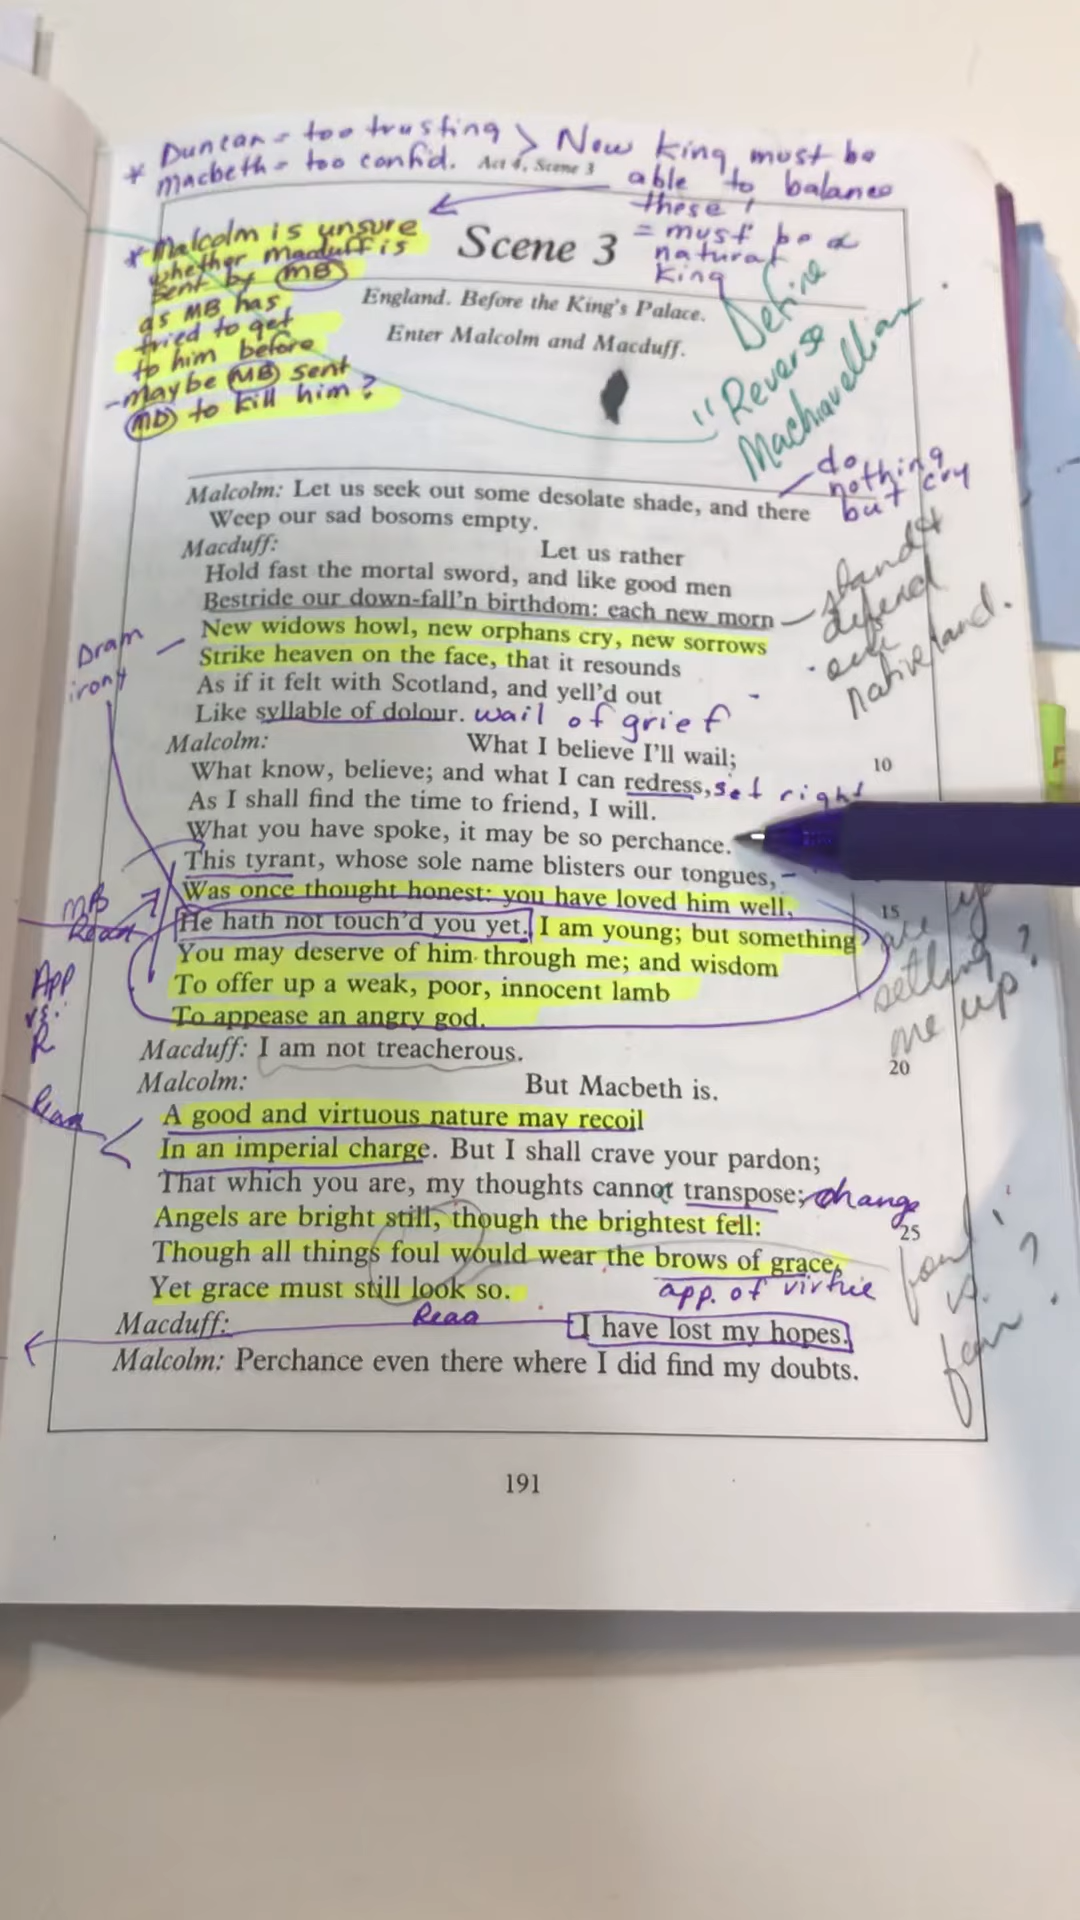 * Duncan = too trusting > Now king must be
* Macbeth = too confid. able to balance
these!
= must be a
natural
king
Act 4, Scene 3
* Malcolm is unsure
whether macduff is
sent by MB
as MB has
tried to get
to him before
- maybe MB sent
MD to kill him?
Scene 3
England. Before the King's Palace.
Enter Malcolm and Macduff.
Define
"Reverse
Machiavellian
do
nothing
but cry
Malcolm: Let us seek out some desolate shade, and there
Weep our sad bosoms empty.
Macduff: Let us rather
Hold fast the mortal sword, and like good men
Bestride our down-fall'n birthdom: each new morn
stand &
defend
our
native land.
Dram
irony
New widows howl, new orphans cry, new sorrows
Strike heaven on the face, that it resounds
As if it felt with Scotland, and yell'd out
Like syllable of dolour. wail of grief
Malcolm: What I believe I'll wail;
What know, believe; and what I can redress, set right
10
As I shall find the time to friend, I will.
What you have spoke, it may be so perchance.
This tyrant, whose sole name blisters our tongues,
Was once thought honest: you have loved him well,
He hath not touch'd you yet. I am young; but something
15
You may deserve of him through me; and wisdom
To offer up a weak, poor, innocent lamb
To appease an angry god.
MB
Read
App
vs.
R
setting
me up?
Macduff: I am not treacherous.
20
Malcolm: But Macbeth is.
A good and virtuous nature may recoil
In an imperial charge. But I shall crave your pardon;
Read
That which you are, my thoughts cannot transpose; change
Angels are bright still, though the brightest fell:
25
Though all things foul would wear the brows of grace,
Yet grace must still look so. app. of virtue
foul
v.
fair?
Macduff: Read I have lost my hopes.
Malcolm: Perchance even there where I did find my doubts.
191